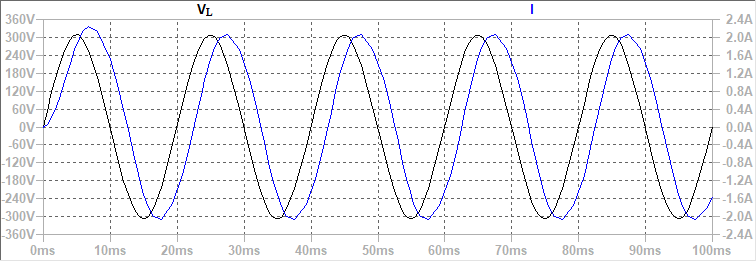 V_L I
360V 2.4A
300V 2.0A
240V 1.6A
180V 1.2A
120V 0.8A
60V 0.4A
0V 0.0A
-60V -0.4A
-120V -0.8A
-180V -1.2A
-240V -1.6A
-300V -2.0A
-360V -2.4A
0ms 10ms 20ms 30ms 40ms 50ms 60ms 70ms 80ms 90ms 100ms